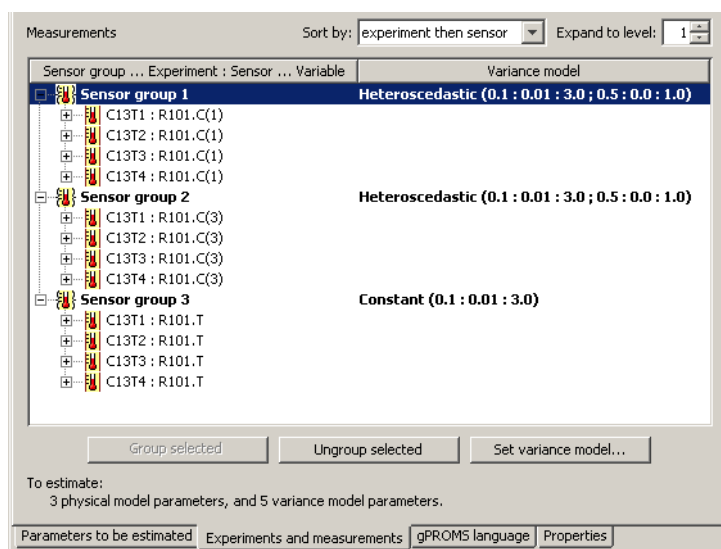 Measurements Sort by: experiment then sensor Expand to level: 1
Sensor group ... Experiment : Sensor ... Variable Variance model
Sensor group 1 Heteroscedastic (0.1 : 0.01 : 3.0 ; 0.5 : 0.0 : 1.0)
C13T1 : R101.C(1)
C13T2 : R101.C(1)
C13T3 : R101.C(1)
C13T4 : R101.C(1)
Sensor group 2 Heteroscedastic (0.1 : 0.01 : 3.0 ; 0.5 : 0.0 : 1.0)
C13T1 : R101.C(3)
C13T2 : R101.C(3)
C13T3 : R101.C(3)
C13T4 : R101.C(3)
Sensor group 3 Constant (0.1 : 0.01 : 3.0)
C13T1 : R101.T
C13T2 : R101.T
C13T3 : R101.T
C13T4 : R101.T
Group selected Ungroup selected Set variance model...
To estimate:
3 physical model parameters, and 5 variance model parameters.
Parameters to be estimated Experiments and measurements gPROMS language Properties